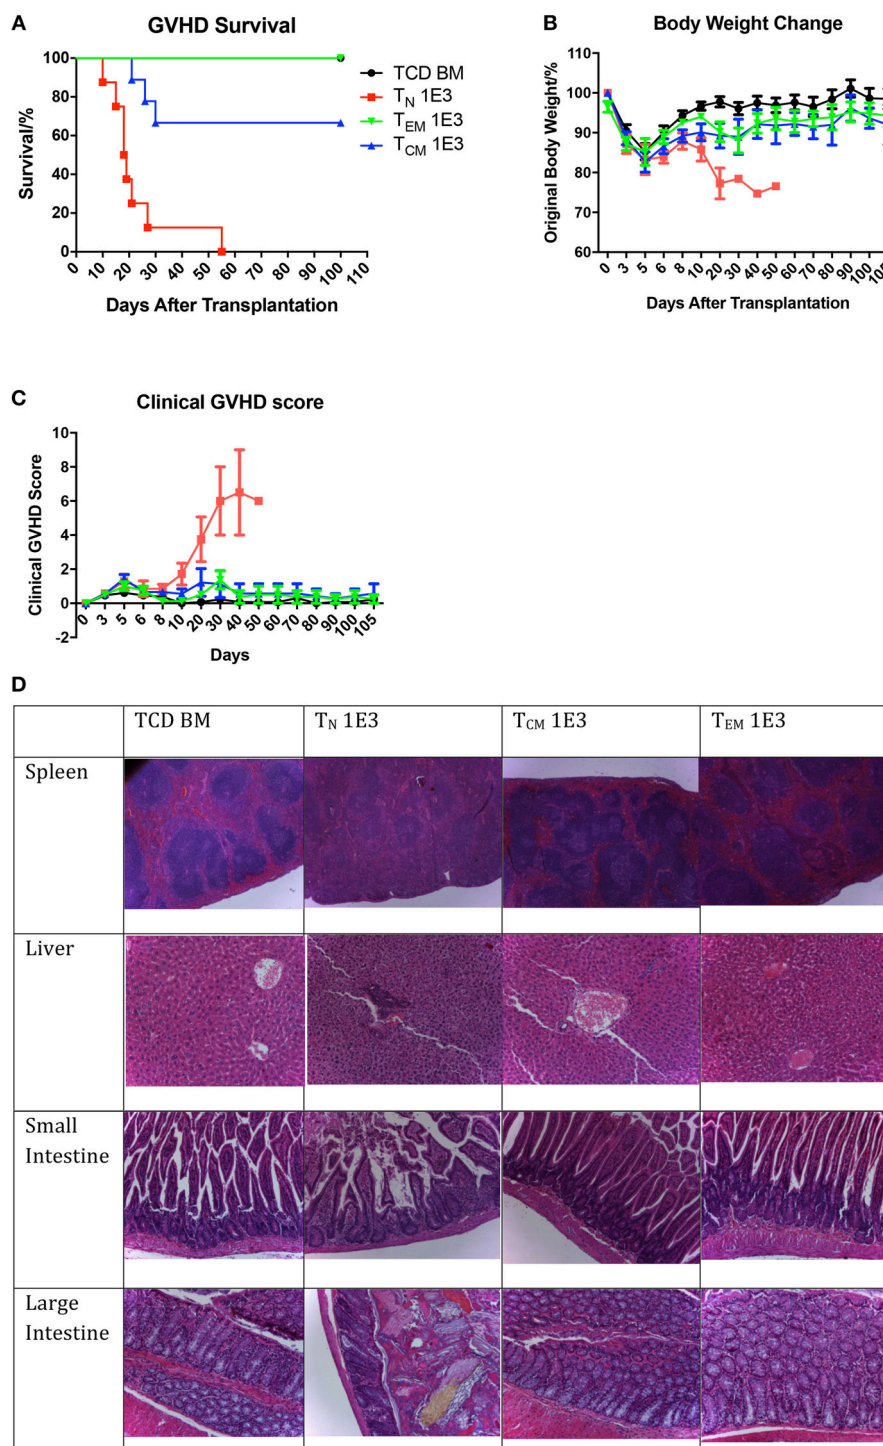 A
GVHD Survival
100
80
60
40
20
0
Survival/%
0 10 20 30 40 50 60 70 80 90 100 110
Days After Transplantation
TCD BM
TN 1E3
TEM 1E3
TCM 1E3
B
Body Weight Change
110
100
90
80
70
60
Original Body Weight/%
0 3 5 6 8 10 20 30 40 50 60 70 80 90 100
Days After Transplantation
C
Clinical GVHD score
10
8
6
4
2
0
-2
Clinical GVHD Score
0 3 5 6 8 10 20 30 40 50 60 70 80 90 100 105
Days
D
TCD BM TN 1E3 TCM 1E3 TEM 1E3
Spleen
Liver
Small
Intestine
Large
Intestine